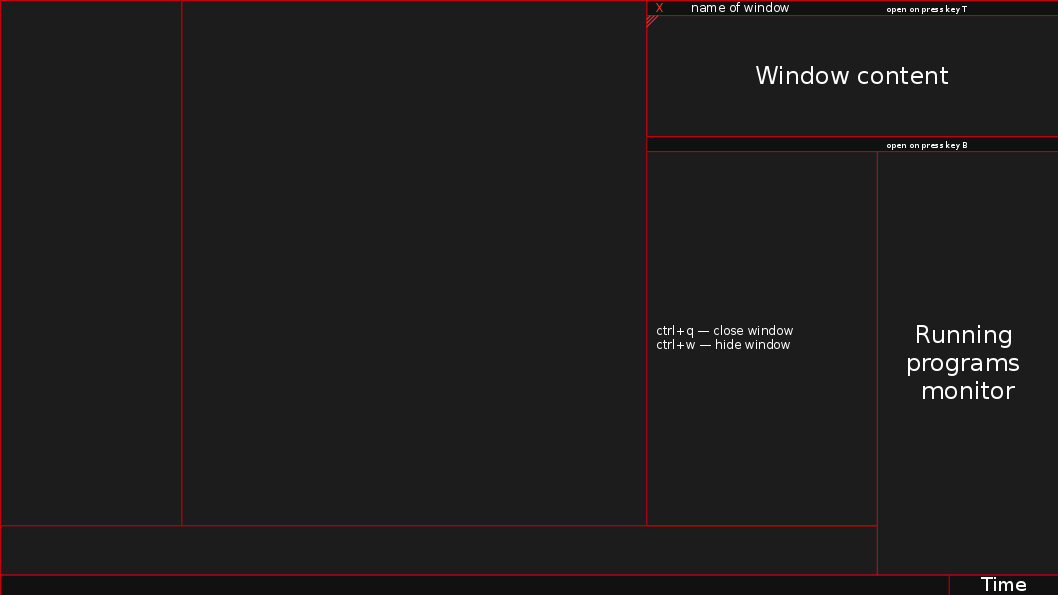 X name of window open on press key T
Window content
open on press key B
ctrl+q — close window
ctrl+w — hide window
Running
programs
monitor
Time